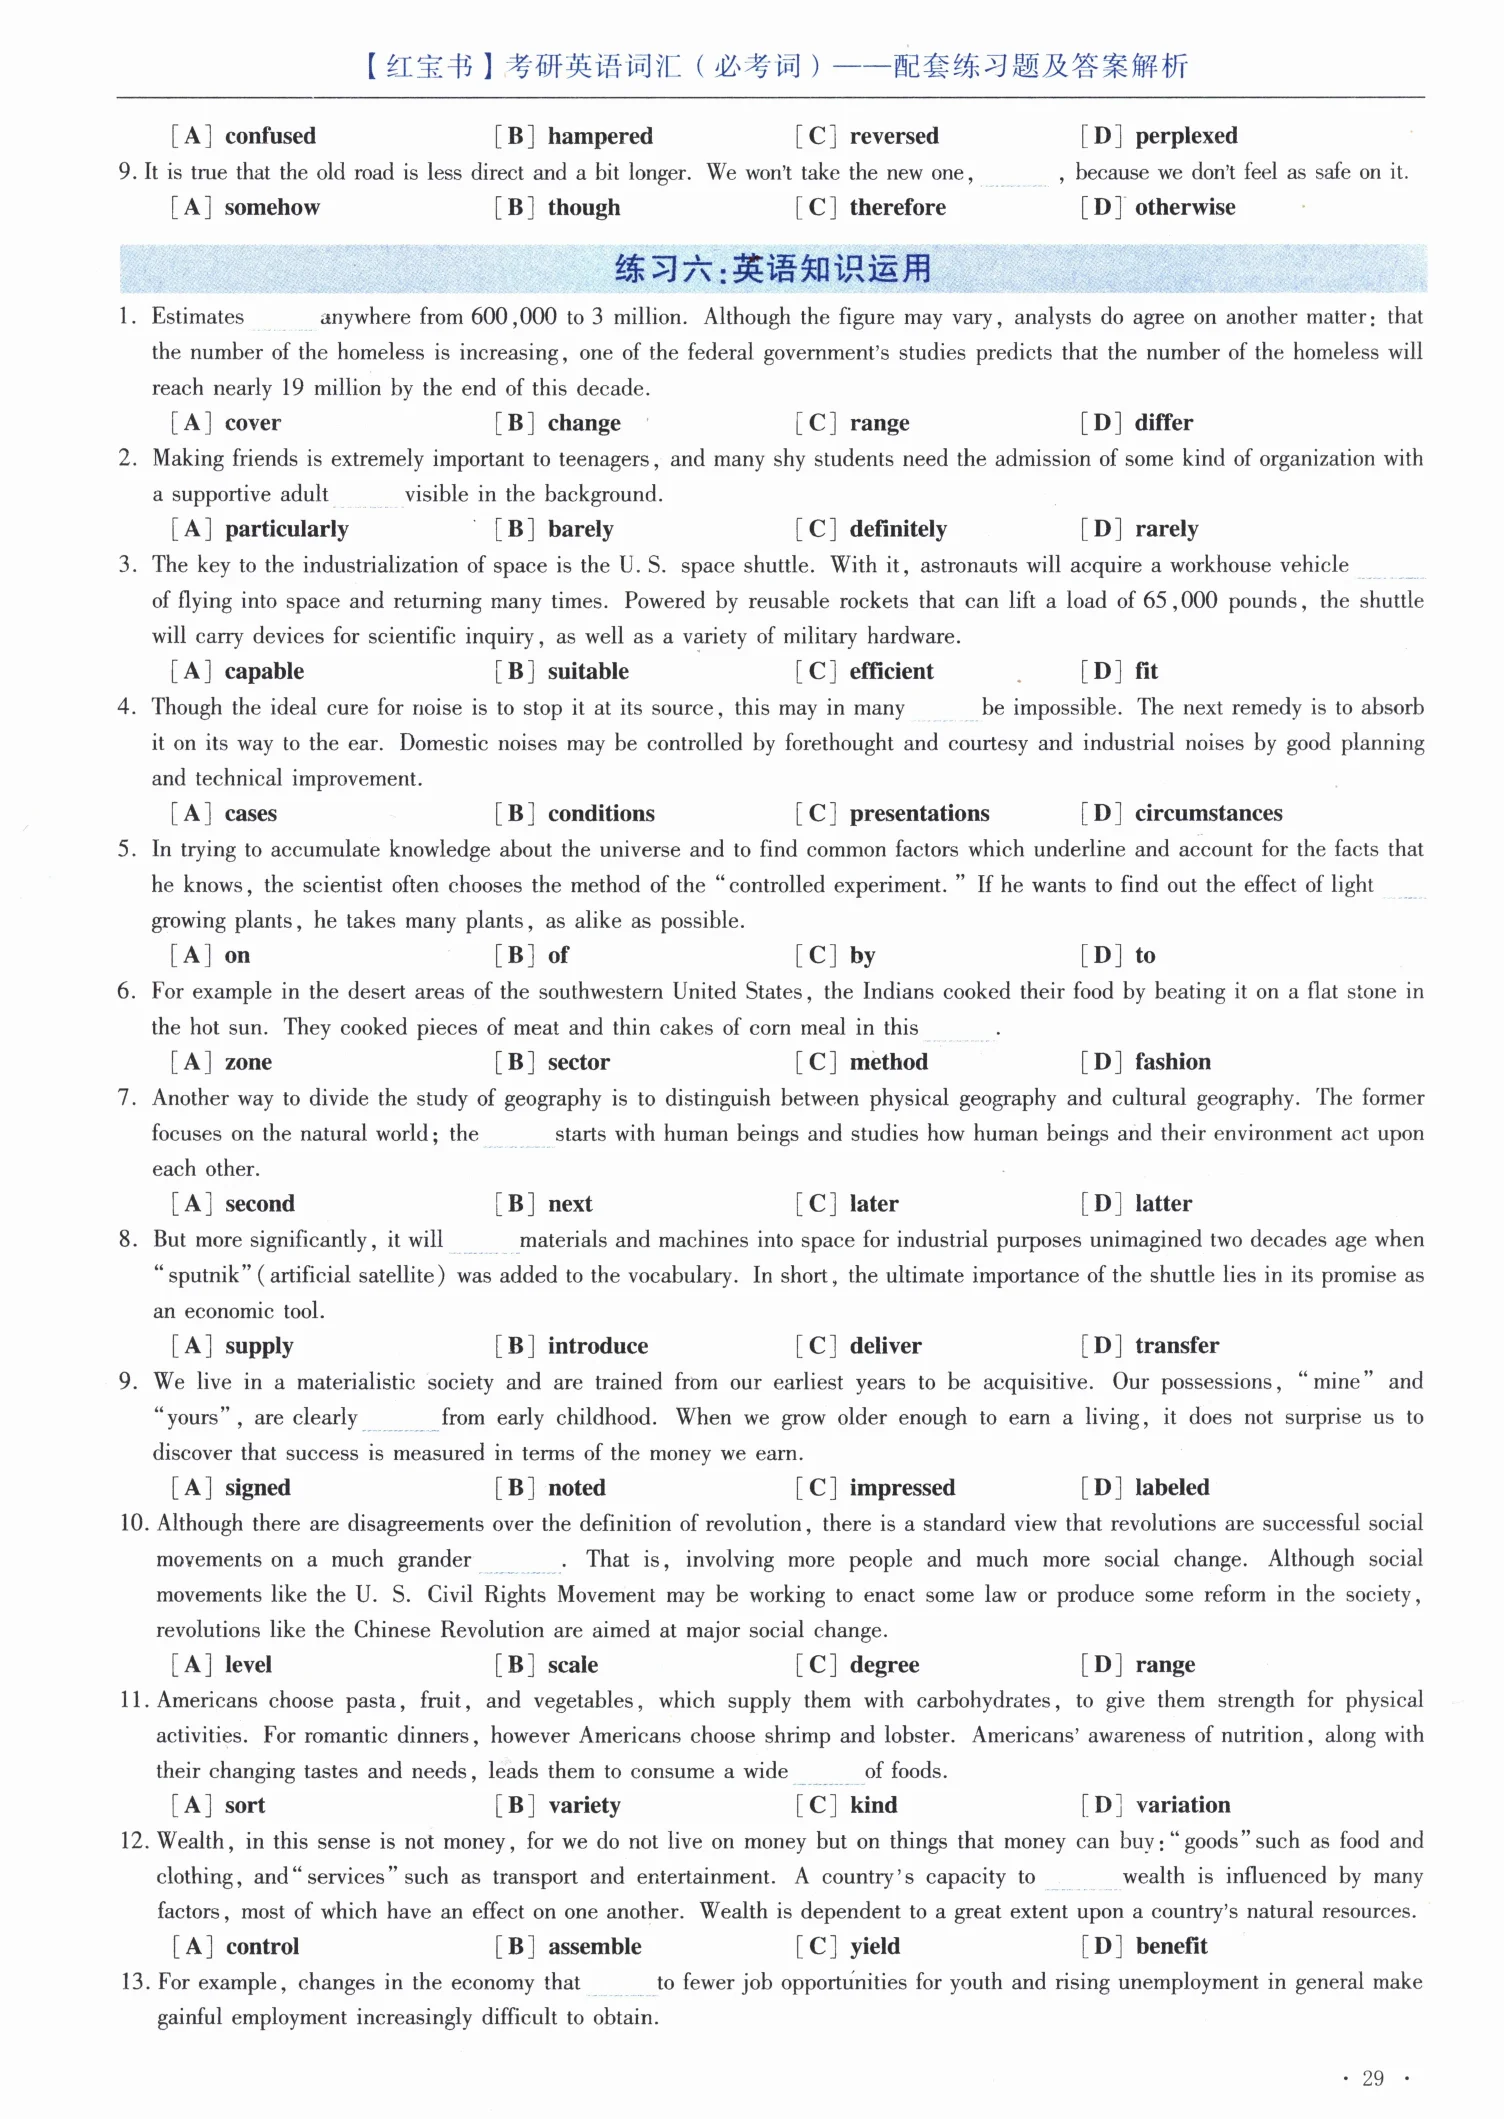 【红宝书】考研英语词汇(必考词)——配套练习题及答案解析
[A] confused [B] hampered [C] reversed [D] perplexed
9. It is true that the old road is less direct and a bit longer. We won't take the new one, ______ , because we don't feel as safe on it.
[A] somehow [B] though [C] therefore [D] otherwise
练习六:英语知识运用
1. Estimates ______ anywhere from 600,000 to 3 million. Although the figure may vary, analysts do agree on another matter: that
the number of the homeless is increasing, one of the federal government's studies predicts that the number of the homeless will
reach nearly 19 million by the end of this decade.
[A] cover [B] change [C] range [D] differ
2. Making friends is extremely important to teenagers, and many shy students need the admission of some kind of organization with
a supportive adult ______ visible in the background.
[A] particularly [B] barely [C] definitely [D] rarely
3. The key to the industrialization of space is the U. S. space shuttle. With it, astronauts will acquire a workhouse vehicle ______
of flying into space and returning many times. Powered by reusable rockets that can lift a load of 65,000 pounds, the shuttle
will carry devices for scientific inquiry, as well as a variety of military hardware.
[A] capable [B] suitable [C] efficient [D] fit
4. Though the ideal cure for noise is to stop it at its source, this may in many ______ be impossible. The next remedy is to absorb
it on its way to the ear. Domestic noises may be controlled by forethought and courtesy and industrial noises by good planning
and technical improvement.
[A] cases [B] conditions [C] presentations [D] circumstances
5. In trying to accumulate knowledge about the universe and to find common factors which underline and account for the facts that
he knows, the scientist often chooses the method of the "controlled experiment." If he wants to find out the effect of light ______
growing plants, he takes many plants, as alike as possible.
[A] on [B] of [C] by [D] to
6. For example in the desert areas of the southwestern United States, the Indians cooked their food by beating it on a flat stone in
the hot sun. They cooked pieces of meat and thin cakes of corn meal in this ______ .
[A] zone [B] sector [C] method [D] fashion
7. Another way to divide the study of geography is to distinguish between physical geography and cultural geography. The former
focuses on the natural world; the ______ starts with human beings and studies how human beings and their environment act upon
each other.
[A] second [B] next [C] later [D] latter
8. But more significantly, it will ______ materials and machines into space for industrial purposes unimagined two decades age when
"sputnik"(artificial satellite) was added to the vocabulary. In short, the ultimate importance of the shuttle lies in its promise as
an economic tool.
[A] supply [B] introduce [C] deliver [D] transfer
9. We live in a materialistic society and are trained from our earliest years to be acquisitive. Our possessions, "mine" and
"yours", are clearly ______ from early childhood. When we grow older enough to earn a living, it does not surprise us to
discover that success is measured in terms of the money we earn.
[A] signed [B] noted [C] impressed [D] labeled
10. Although there are disagreements over the definition of revolution, there is a standard view that revolutions are successful social
movements on a much grander ______ . That is, involving more people and much more social change. Although social
movements like the U. S. Civil Rights Movement may be working to enact some law or produce some reform in the society,
revolutions like the Chinese Revolution are aimed at major social change.
[A] level [B] scale [C] degree [D] range
11. Americans choose pasta, fruit, and vegetables, which supply them with carbohydrates, to give them strength for physical
activities. For romantic dinners, however Americans choose shrimp and lobster. Americans' awareness of nutrition, along with
their changing tastes and needs, leads them to consume a wide ______ of foods.
[A] sort [B] variety [C] kind [D] variation
12. Wealth, in this sense is not money, for we do not live on money but on things that money can buy:"goods"such as food and
clothing, and"services"such as transport and entertainment. A country's capacity to ______ wealth is influenced by many
factors, most of which have an effect on one another. Wealth is dependent to a great extent upon a country's natural resources.
[A] control [B] assemble [C] yield [D] benefit
13. For example, changes in the economy that ______ to fewer job opportunities for youth and rising unemployment in general make
gainful employment increasingly difficult to obtain.
· 29 ·